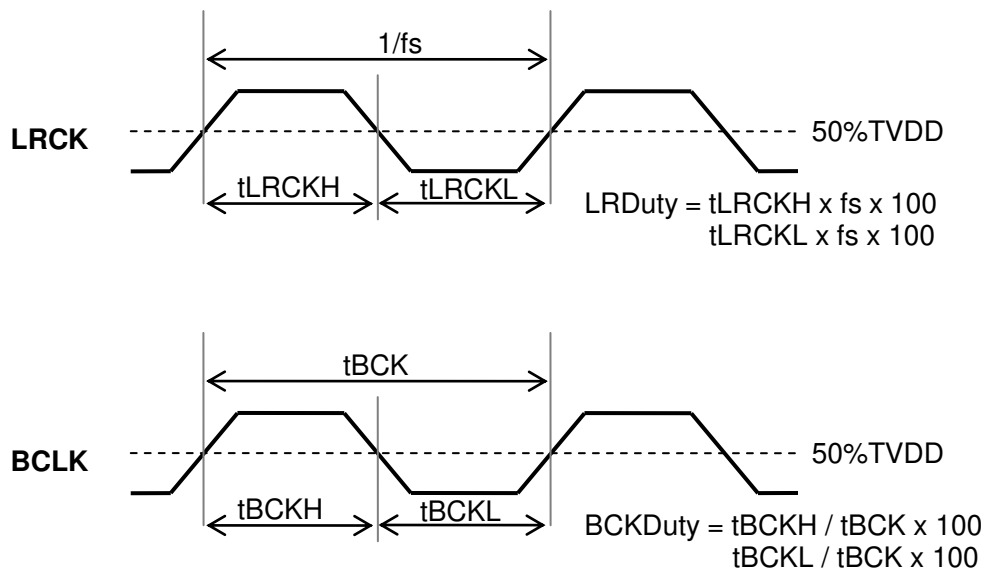 1/fs
LRCK
50%TVDD
tLRCKH
tLRCKL
LRDuty = tLRCKH x fs x 100
tLRCKL x fs x 100
tBCK
BCLK
50%TVDD
tBCKH
tBCKL
BCKDuty = tBCKH / tBCK x 100
tBCKL / tBCK x 100